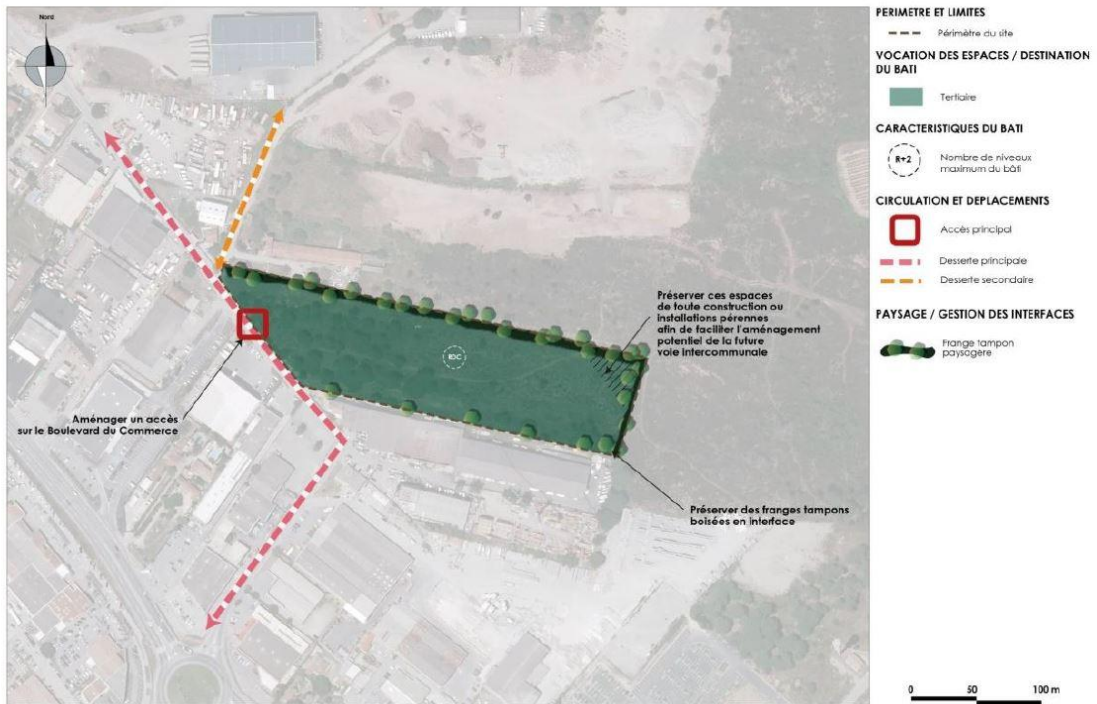 Nord
Préserver ces espaces
de toute construction ou
installations pérennes
afin de faciliter l'aménagement
potentiel de la future
voie intercommunale
RDC
Aménager un accès
sur le Boulevard du Commerce
Préserver des franges tampons
boisées en interface
PERIMETRE ET LIMITES
Périmètre du site
VOCATION DES ESPACES / DESTINATION
DU BATI
Tertiaire
CARACTERISTIQUES DU BATI
R+2
Nombre de niveaux
maximum du bâti
CIRCULATION ET DEPLACEMENTS
Accès principal
Desserte principale
Desserte secondaire
PAYSAGE / GESTION DES INTERFACES
Frange tampon
paysagère
0 50 100 m